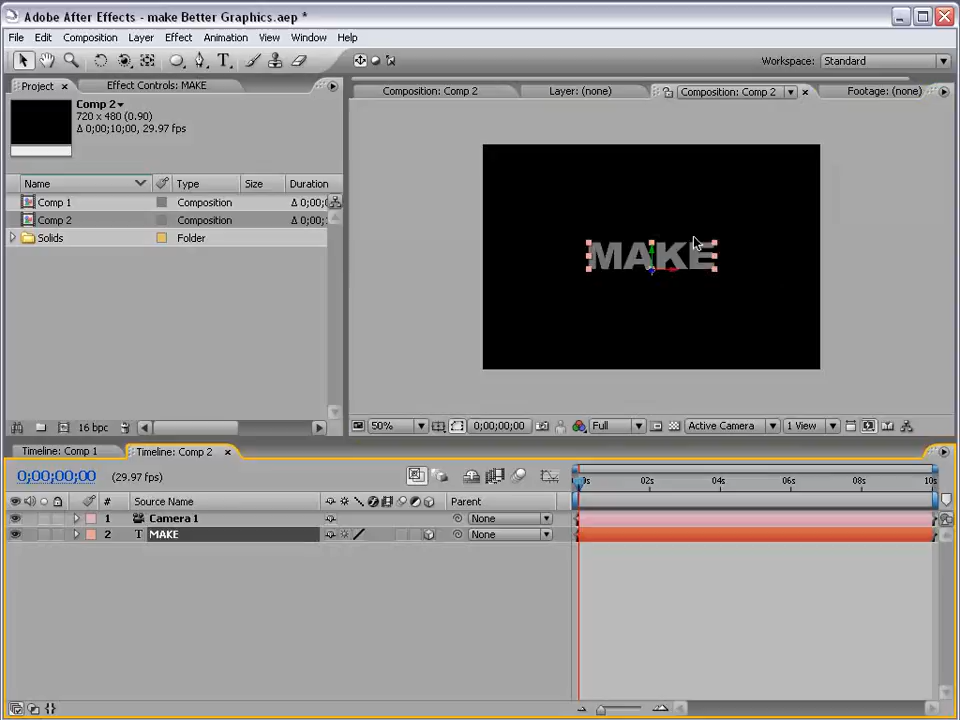 Adobe After Effects - make Better Graphics.aep *
File Edit Composition Layer Effect Animation View Window Help
Workspace: Standard
Project × Effect Controls: MAKE
Composition: Comp 2 Layer: (none) Composition: Comp 2 × Footage: (none)
Comp 2
720 x 480 (0.90)
Δ 0;00;10;00, 29.97 fps
Name Type Size Duration
Comp 1 Composition Δ 0;00;
Comp 2 Composition Δ 0;00;
Solids Folder
MAKE
16 bpc
50% 0;00;00;00 Full Active Camera 1 View
Timeline: Comp 1 Timeline: Comp 2 ×
0;00;00;00 (29.97 fps)
0s 02s 04s 06s 08s 10s
# Source Name Parent
1 Camera 1 None
2 T MAKE None